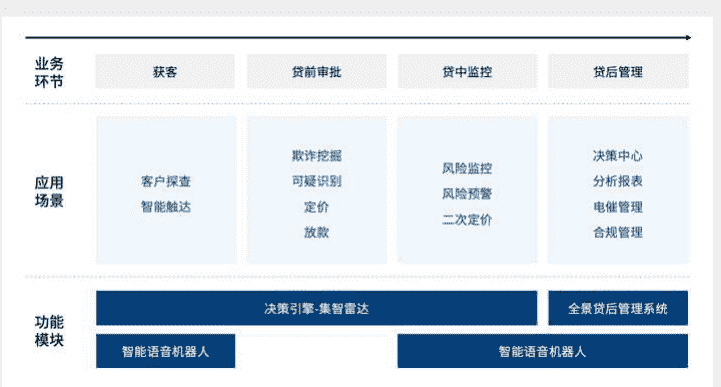 业务
环节
获客
贷前审批
贷中监控
贷后管理
应用
场景
客户探查
智能触达
欺诈挖掘
可疑识别
定价
放款
风险监控
风险预警
二次定价
决策中心
分析报表
电催管理
合规管理
功能
模块
决策引擎-集智雷达
全景贷后管理系统
智能语音机器人
智能语音机器人